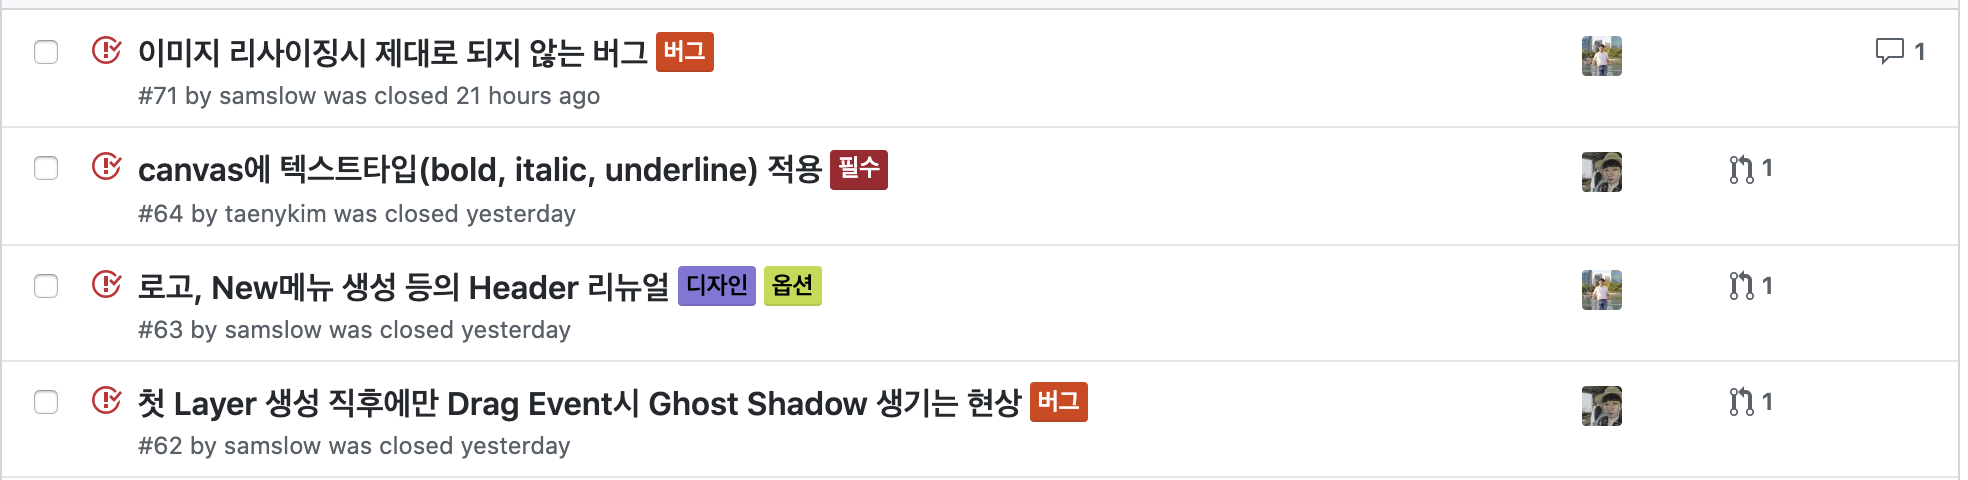 이미지 리사이징시 제대로 되지 않는 버그 버그 1
#71 by samslow was closed 21 hours ago
canvas에 텍스트타입(bold, italic, underline) 적용 필수 1
#64 by taenykim was closed yesterday
로고, New메뉴 생성 등의 Header 리뉴얼 디자인 옵션 1
#63 by samslow was closed yesterday
첫 Layer 생성 직후에만 Drag Event시 Ghost Shadow 생기는 현상 버그 1
#62 by samslow was closed yesterday